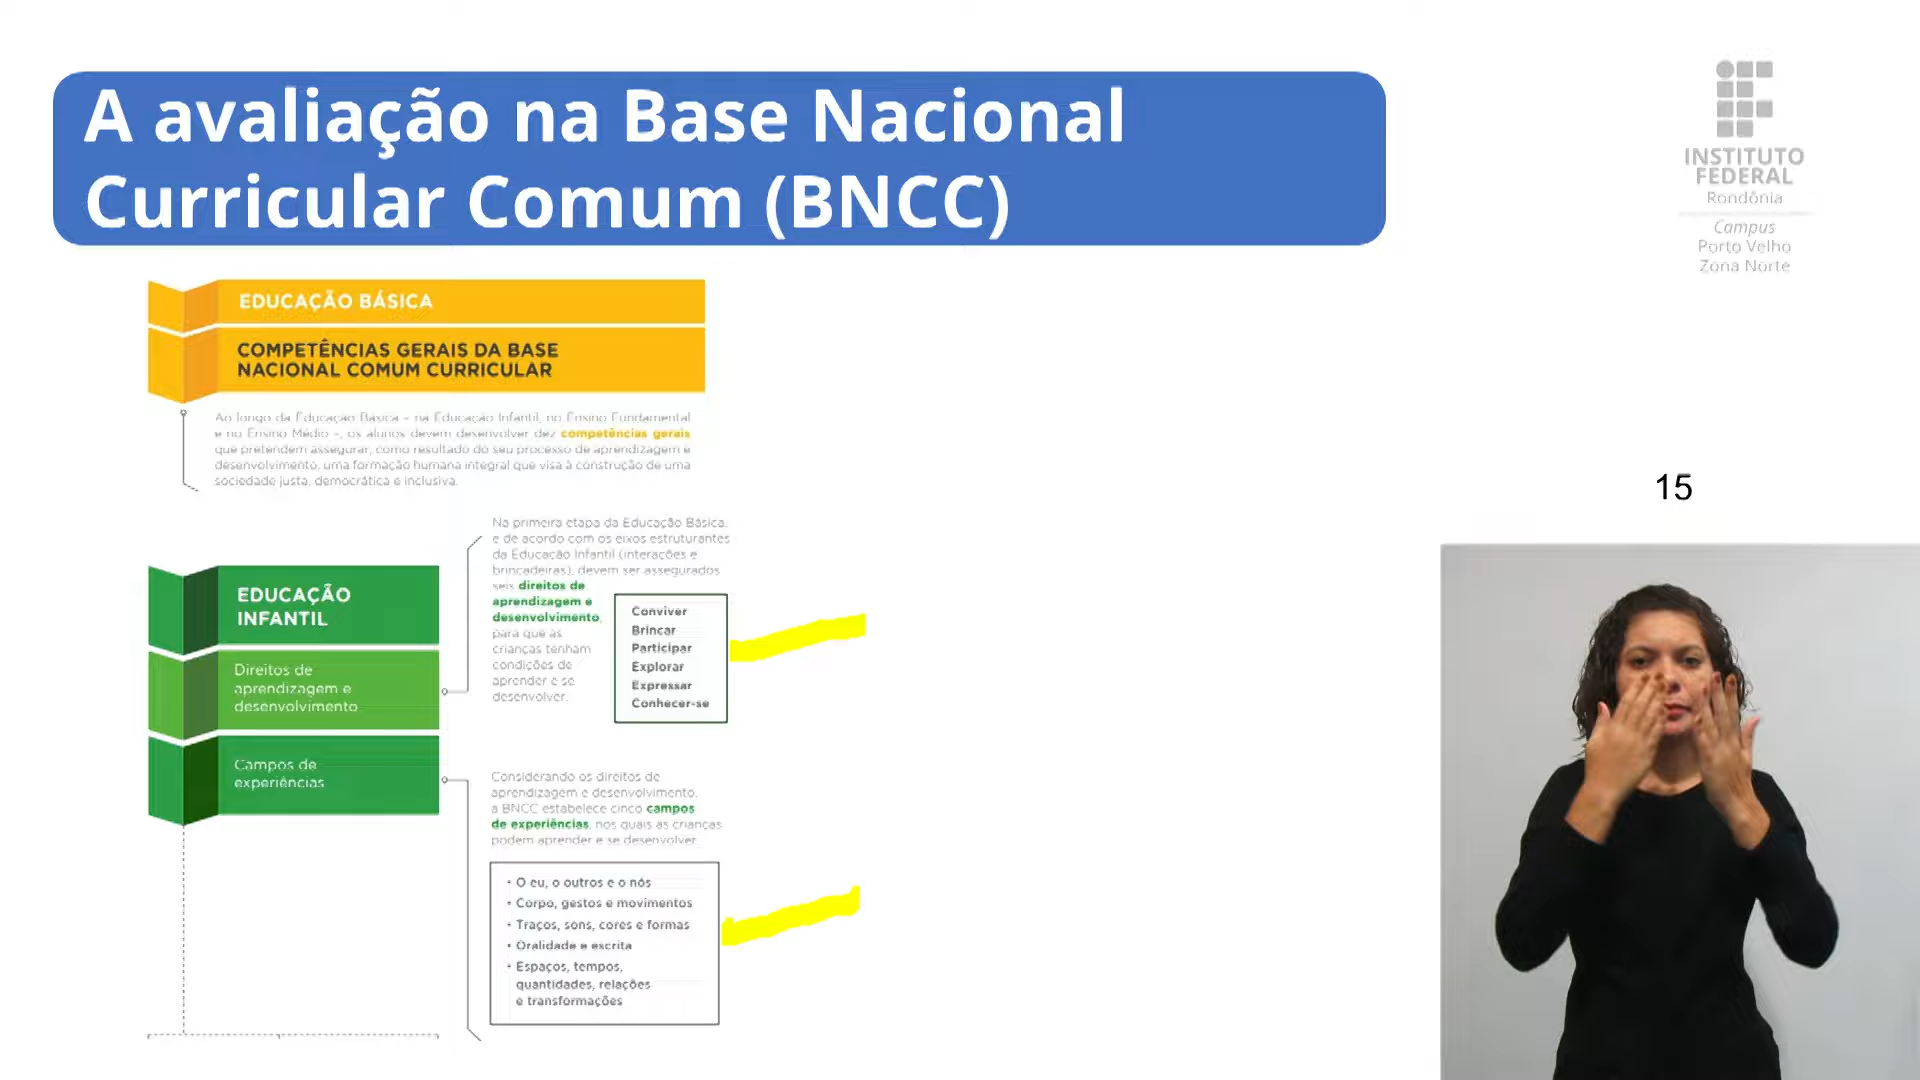 A avaliação na Base Nacional
Curricular Comum (BNCC)
INSTITUTO
FEDERAL
Rondônia
Campus
Porto Velho
Zona Norte
EDUCAÇÃO BÁSICA
COMPETÊNCIAS GERAIS DA BASE
NACIONAL COMUM CURRICULAR
Ao longo da Educação Básica – na Educação Infantil, no Ensino Fundamental
e no Ensino Médio –, os alunos devem desenvolver dez competências gerais
que pretendem assegurar, como resultado do seu processo de aprendizagem e
desenvolvimento, uma formação humana integral que visa à construção de uma
sociedade justa, democrática e inclusiva.
15
EDUCAÇÃO
INFANTIL
Direitos de
aprendizagem e
desenvolvimento
Na primeira etapa da Educação Básica,
e de acordo com os eixos estruturantes
da Educação Infantil (interações e
brincadeiras), devem ser assegurados
seis direitos de
aprendizagem e
desenvolvimento,
para que as
crianças tenham
condições de
aprender e se
desenvolver.
Conviver
Brincar
Participar
Explorar
Expressar
Conhecer-se
Campos de
experiências
Considerando os direitos de
aprendizagem e desenvolvimento,
a BNCC estabelece cinco campos
de experiências, nos quais as crianças
podem aprender e se desenvolver.
• O eu, o outros e o nós
• Corpo, gestos e movimentos
• Traços, sons, cores e formas
• Oralidade e escrita
• Espaços, tempos,
quantidades, relações
e transformações